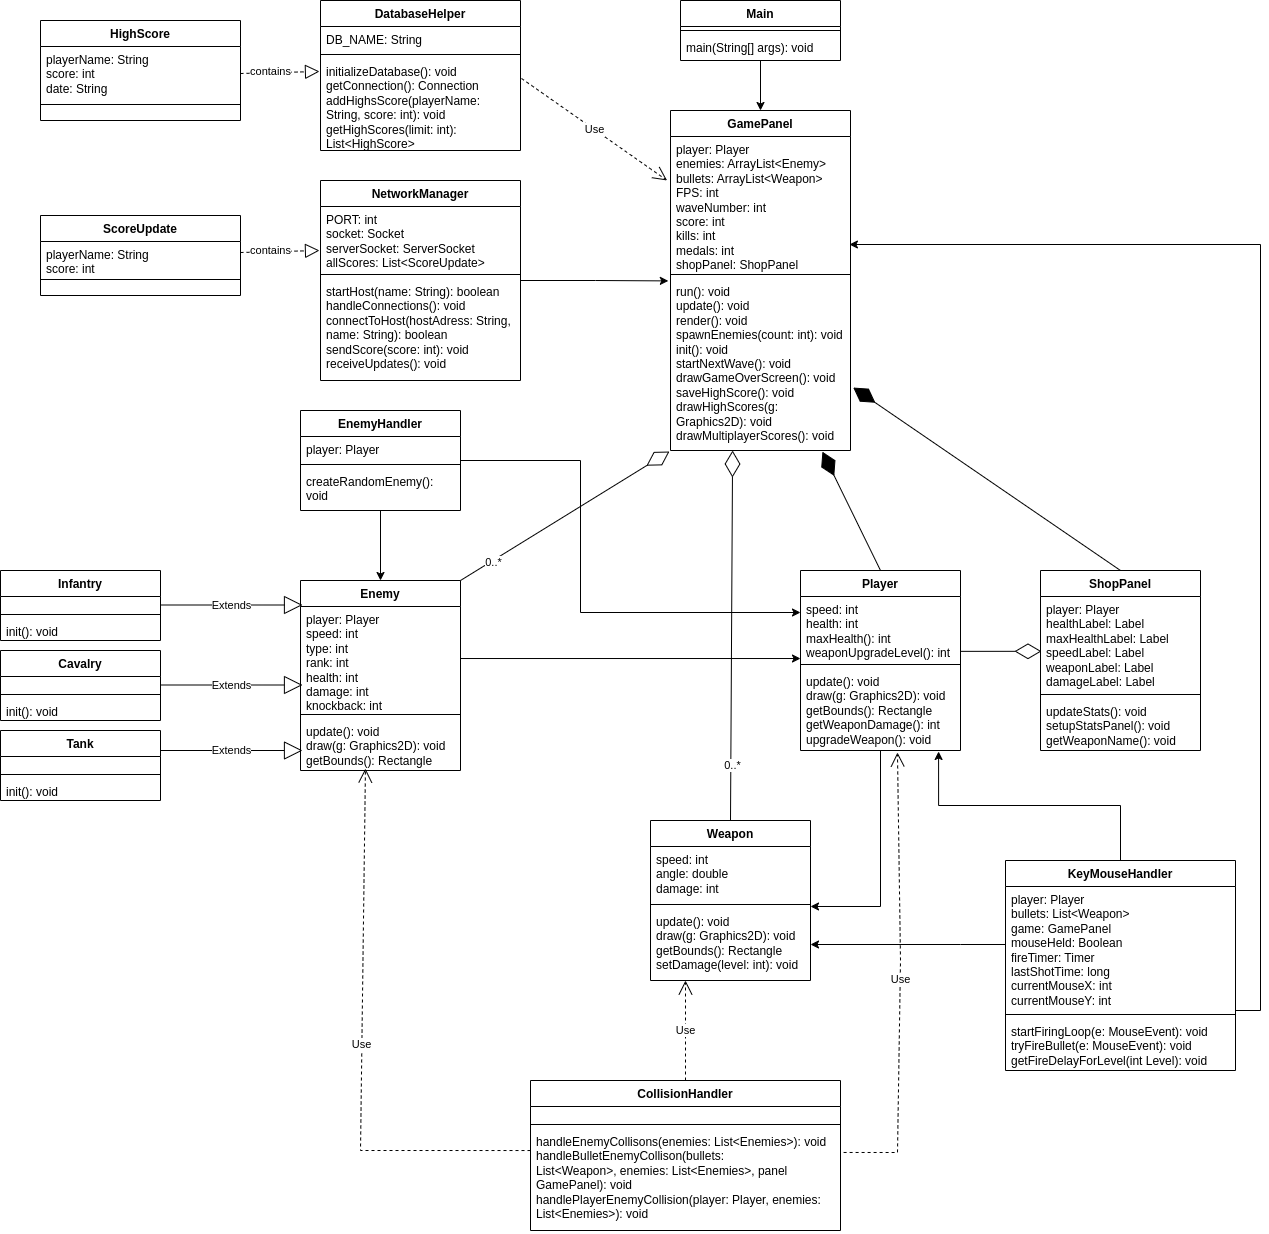 HighScore
playerName: String
score: int
date: String
contains
DatabaseHelper
DB_NAME: String
initializeDatabase(): void
getConnection(): Connection
addHighsScore(playerName:
String, score: int): void
getHighScores(limit: int):
List<HighScore>
Use
Main
main(String[] args): void
GamePanel
player: Player
enemies: ArrayList<Enemy>
bullets: ArrayList<Weapon>
FPS: int
waveNumber: int
score: int
kills: int
medals: int
shopPanel: ShopPanel
run(): void
update(): void
render(): void
spawnEnemies(count: int): void
init(): void
startNextWave(): void
drawGameOverScreen(): void
saveHighScore(): void
drawHighScores(g:
Graphics2D): void
drawMultiplayerScores(): void
ScoreUpdate
playerName: String
score: int
contains
NetworkManager
PORT: int
socket: Socket
serverSocket: ServerSocket
allScores: List<ScoreUpdate>
startHost(name: String): boolean
handleConnections(): void
connectToHost(hostAdress: String,
name: String): boolean
sendScore(score: int): void
receiveUpdates(): void
EnemyHandler
player: Player
createRandomEnemy():
void
0..*
Infantry
init(): void
Extends
Cavalry
init(): void
Extends
Tank
init(): void
Extends
Enemy
player: Player
speed: int
type: int
rank: int
health: int
damage: int
knockback: int
update(): void
draw(g: Graphics2D): void
getBounds(): Rectangle
Player
speed: int
health: int
maxHealth(): int
weaponUpgradeLevel(): int
update(): void
draw(g: Graphics2D): void
getBounds(): Rectangle
getWeaponDamage(): int
upgradeWeapon(): void
ShopPanel
player: Player
healthLabel: Label
maxHealthLabel: Label
speedLabel: Label
weaponLabel: Label
damageLabel: Label
updateStats(): void
setupStatsPanel(): void
getWeaponName(): void
0..*
Weapon
speed: int
angle: double
damage: int
update(): void
draw(g: Graphics2D): void
getBounds(): Rectangle
setDamage(level: int): void
KeyMouseHandler
player: Player
bullets: List<Weapon>
game: GamePanel
mouseHeld: Boolean
fireTimer: Timer
lastShotTime: long
currentMouseX: int
currentMouseY: int
startFiringLoop(e: MouseEvent): void
tryFireBullet(e: MouseEvent): void
getFireDelayForLevel(int Level): void
Use
Use
Use
CollisionHandler
handleEnemyCollisons(enemies: List<Enemies>): void
handleBulletEnemyCollison(bullets:
List<Weapon>, enemies: List<Enemies>, panel
GamePanel): void
handlePlayerEnemyCollision(player: Player, enemies:
List<Enemies>): void